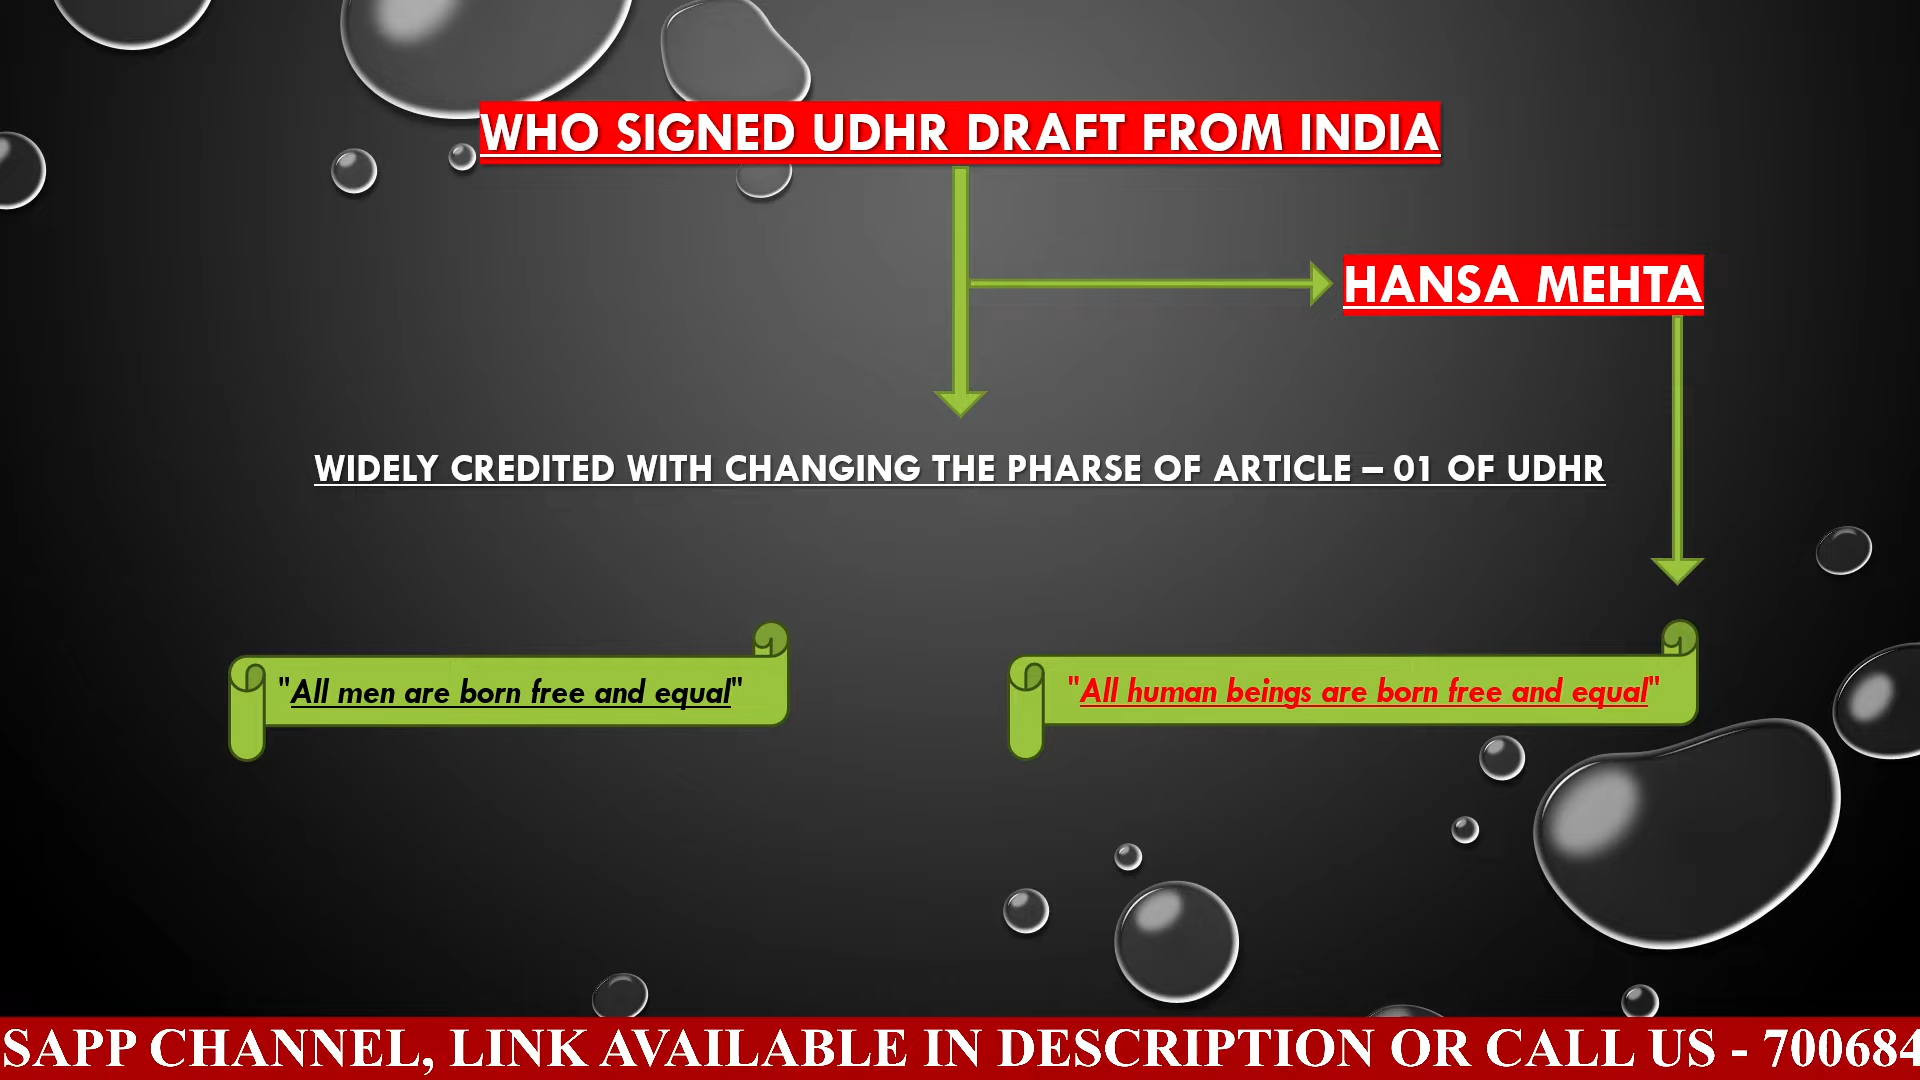 WHO SIGNED UDHR DRAFT FROM INDIA
HANSA MEHTA
WIDELY CREDITED WITH CHANGING THE PHARSE OF ARTICLE – 01 OF UDHR
"All men are born free and equal"
"All human beings are born free and equal"
SAPP CHANNEL, LINK AVAILABLE IN DESCRIPTION OR CALL US - 700684